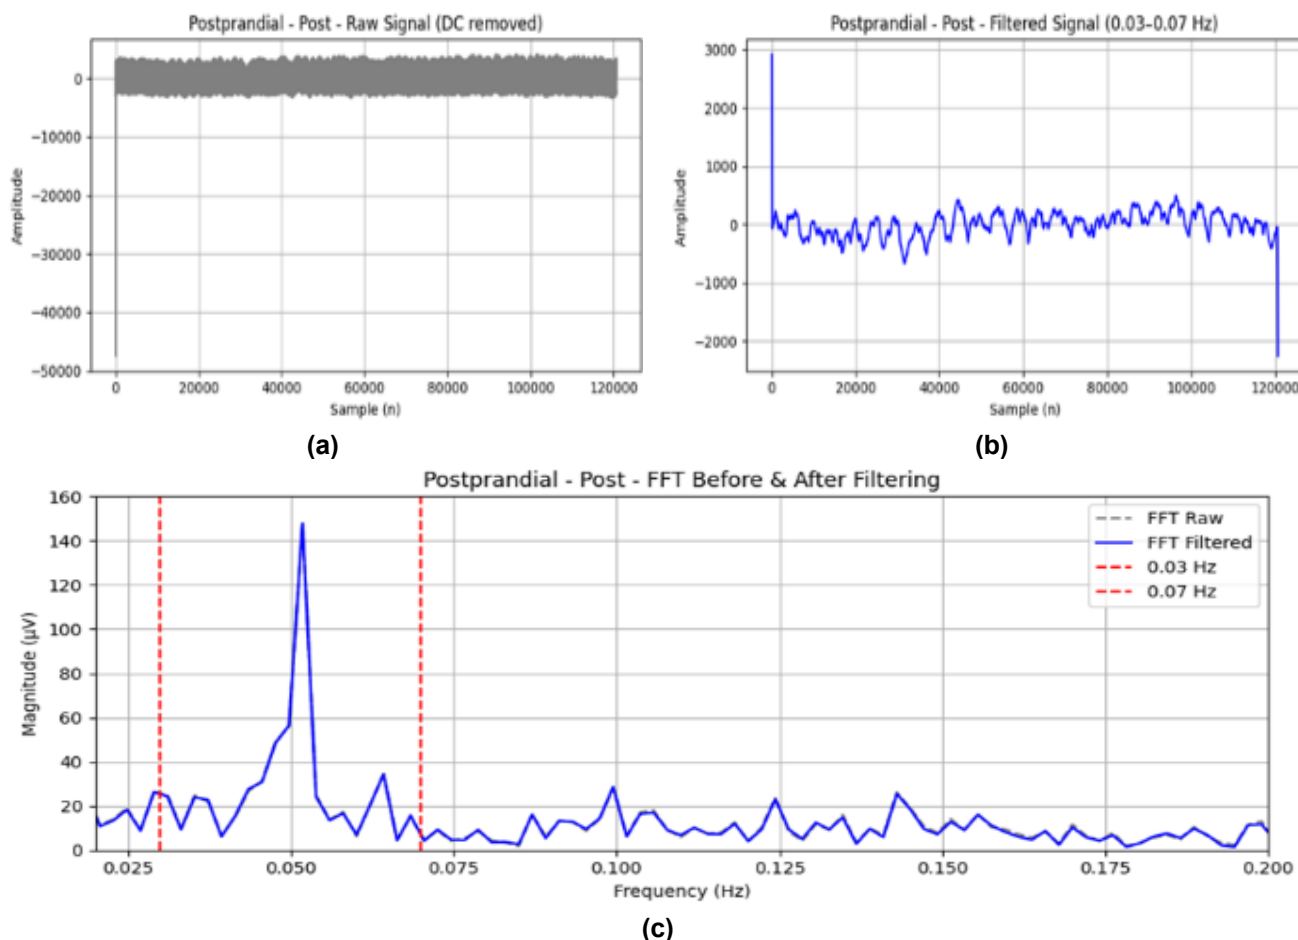 Postprandial - Post - Raw Signal (DC removed)
Amplitude
0
−10000
−20000
−30000
−40000
−50000
0 20000 40000 60000 80000 100000 120000
Sample (n)
(a)
Postprandial - Post - Filtered Signal (0.03–0.07 Hz)
Amplitude
3000
2000
1000
0
−1000
−2000
0 20000 40000 60000 80000 100000 120000
Sample (n)
(b)
Postprandial - Post - FFT Before & After Filtering
Magnitude (µV)
160
140
120
100
80
60
40
20
0
FFT Raw
FFT Filtered
0.03 Hz
0.07 Hz
0.025 0.050 0.075 0.100 0.125 0.150 0.175 0.200
Frequency (Hz)
(c)